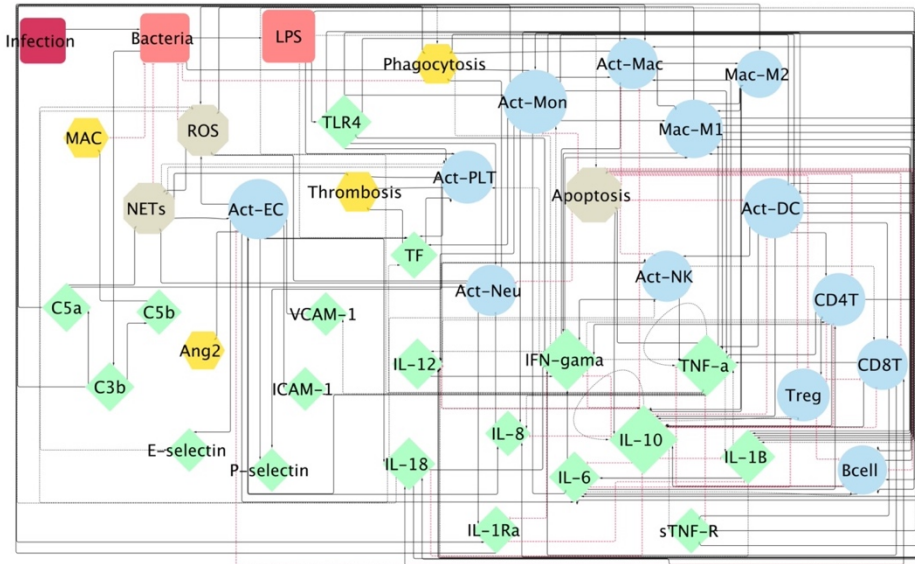 Infection
Bacteria
LPS
Phagocytosis
Act-Mac
Mac-M2
Act-Mon
MAC
ROS
TLR4
Mac-M1
Act-PLT
Thrombosis
Apoptosis
NETs
Act-EC
Act-DC
TF
Act-Neu
Act-NK
CD4T
C5a
C5b
VCAM-1
Ang2
IL-12
IFN-gama
TNF-a
CD8T
C3b
ICAM-1
Treg
IL-8
IL-10
E-selectin
P-selectin
IL-18
IL-6
IL-1B
Bcell
IL-1Ra
sTNF-R